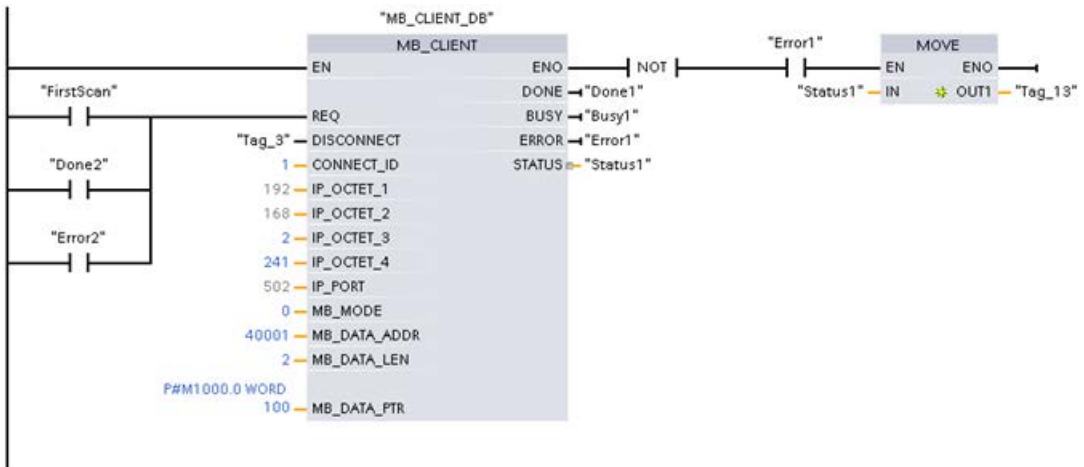 "MB_CLIENT_DB"
MB_CLIENT
EN
ENO
NOT
"Error1"
MOVE
EN
ENO
"Status1"
IN
OUT1
"Tag_13"
DONE
"Done1"
"FirstScan"
REQ
BUSY
"Busy1"
"Tag_3"
DISCONNECT
ERROR
"Error1"
"Done2"
1
CONNECT_ID
STATUS
"Status1"
192
IP_OCTET_1
168
IP_OCTET_2
"Error2"
2
IP_OCTET_3
241
IP_OCTET_4
502
IP_PORT
0
MB_MODE
40001
MB_DATA_ADDR
2
MB_DATA_LEN
P#M1000.0 WORD
100
MB_DATA_PTR